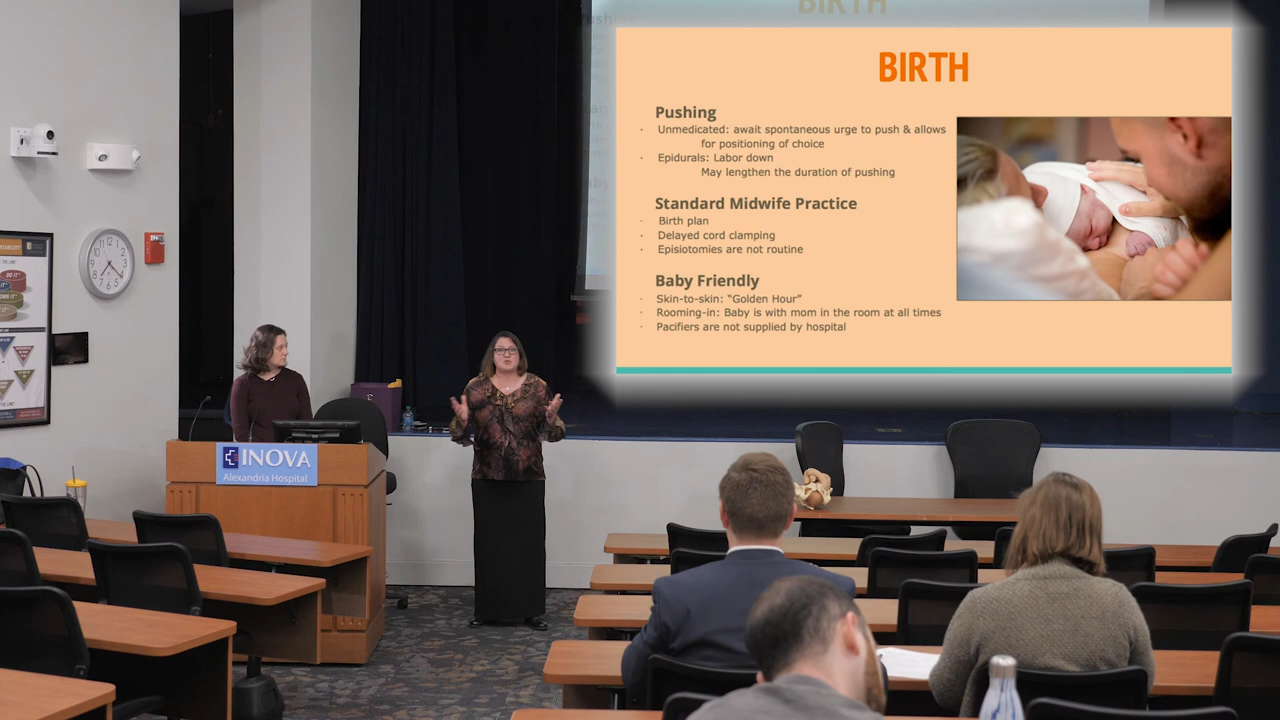 BIRTH
BIRTH
Pushing
· Unmedicated: await spontaneous urge to push & allows
for positioning of choice
· Epidurals: Labor down
May lengthen the duration of pushing
Standard Midwife Practice
· Birth plan
· Delayed cord clamping
· Episiotomies are not routine
Baby Friendly
· Skin-to-skin: “Golden Hour”
· Rooming-in: Baby is with mom in the room at all times
· Pacifiers are not supplied by hospital
INOVA
Alexandria Hospital